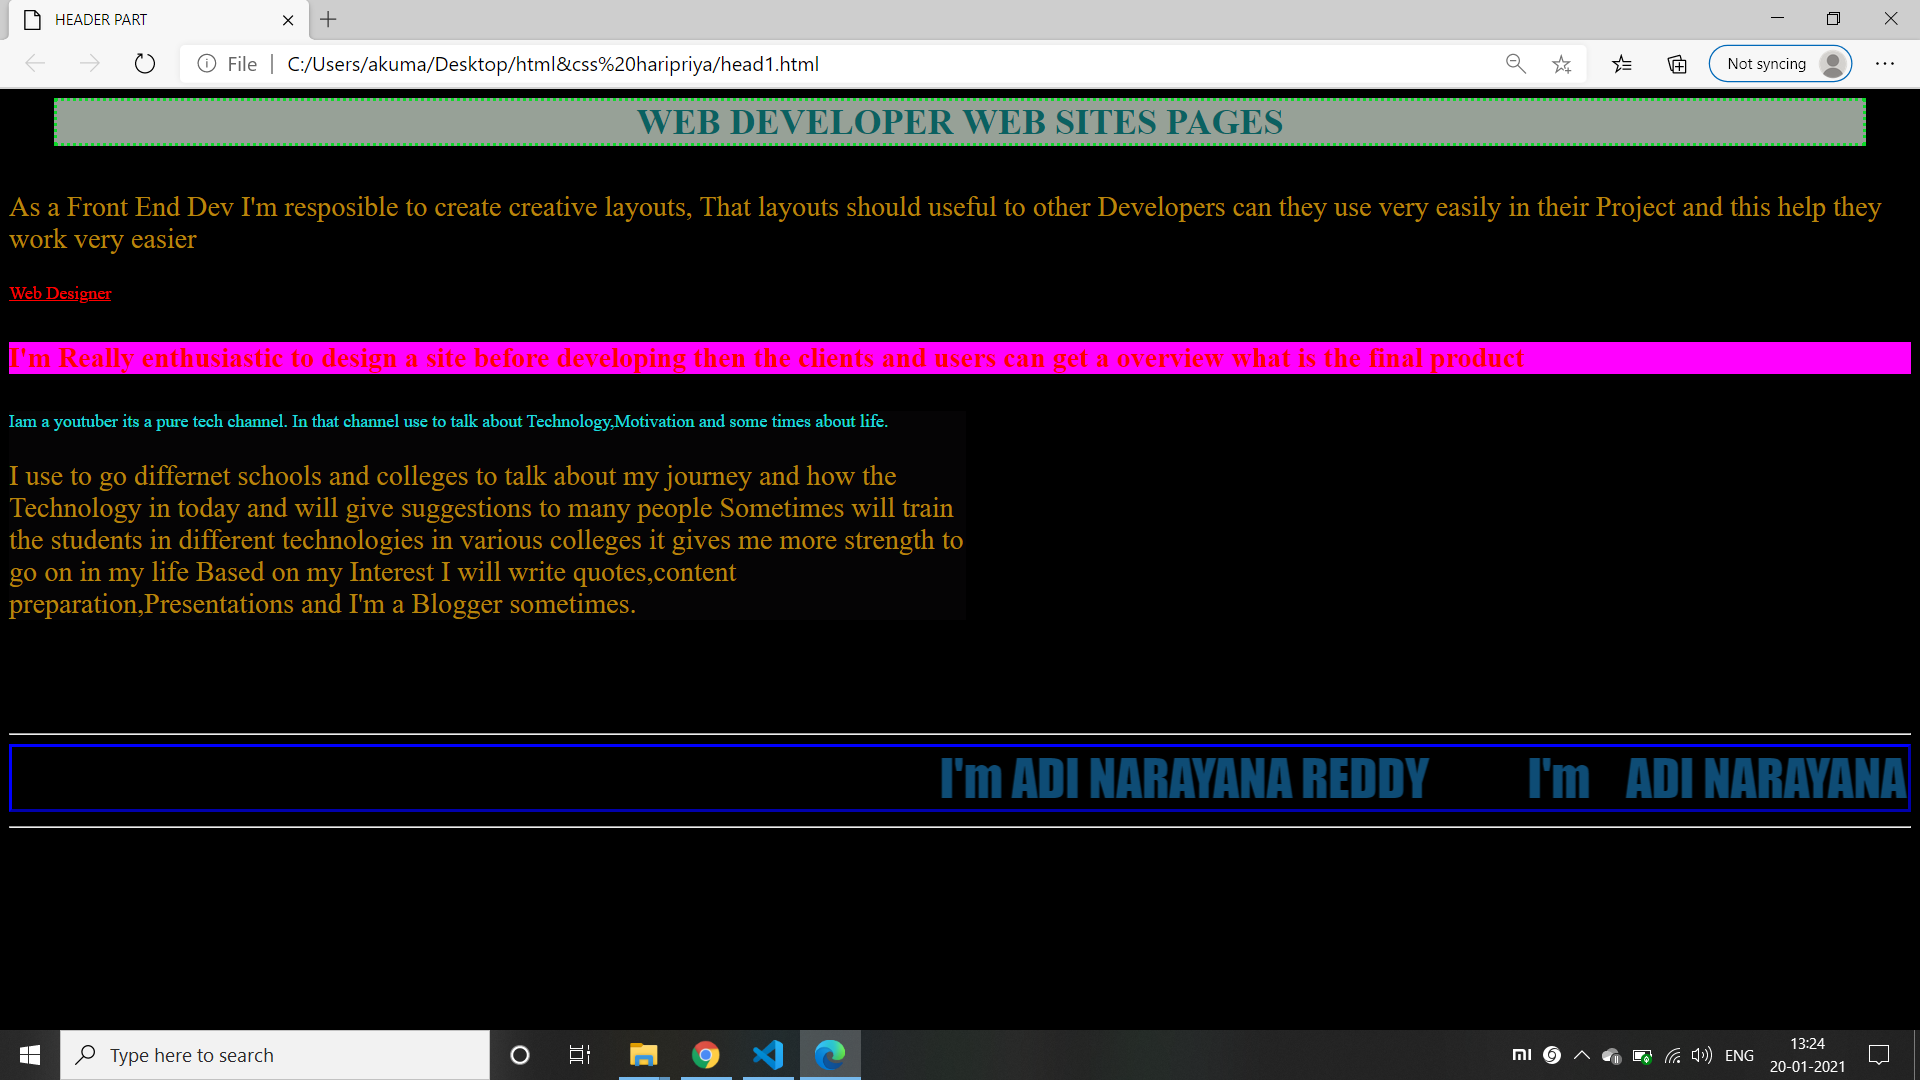 HEADER PART
File | C:/Users/akuma/Desktop/html&css%20haripriya/head1.html
Not syncing
WEB DEVELOPER WEB SITES PAGES
As a Front End Dev I'm resposible to create creative layouts, That layouts should useful to other Developers can they use very easily in their Project and this help they
work very easier
Web Designer
I'm Really enthusiastic to design a site before developing then the clients and users can get a overview what is the final product
Iam a youtuber its a pure tech channel. In that channel use to talk about Technology,Motivation and some times about life.
I use to go differnet schools and colleges to talk about my journey and how the
Technology in today and will give suggestions to many people Sometimes will train
the students in different technologies in various colleges it gives me more strength to
go on in my life Based on my Interest I will write quotes,content
preparation,Presentations and I'm a Blogger sometimes.
I'm ADI NARAYANA REDDY I'm ADI NARAYANA
Type here to search
mi
ENG
13:24
20-01-2021